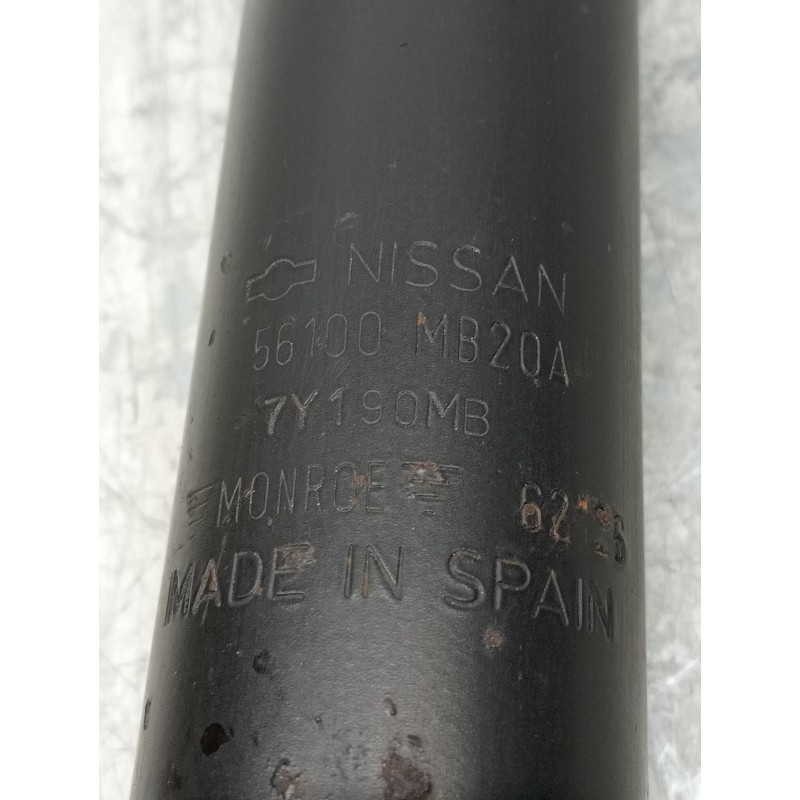 NISSAN
56100 MB20A
7Y190MB
MONROE
MADE IN SPAIN